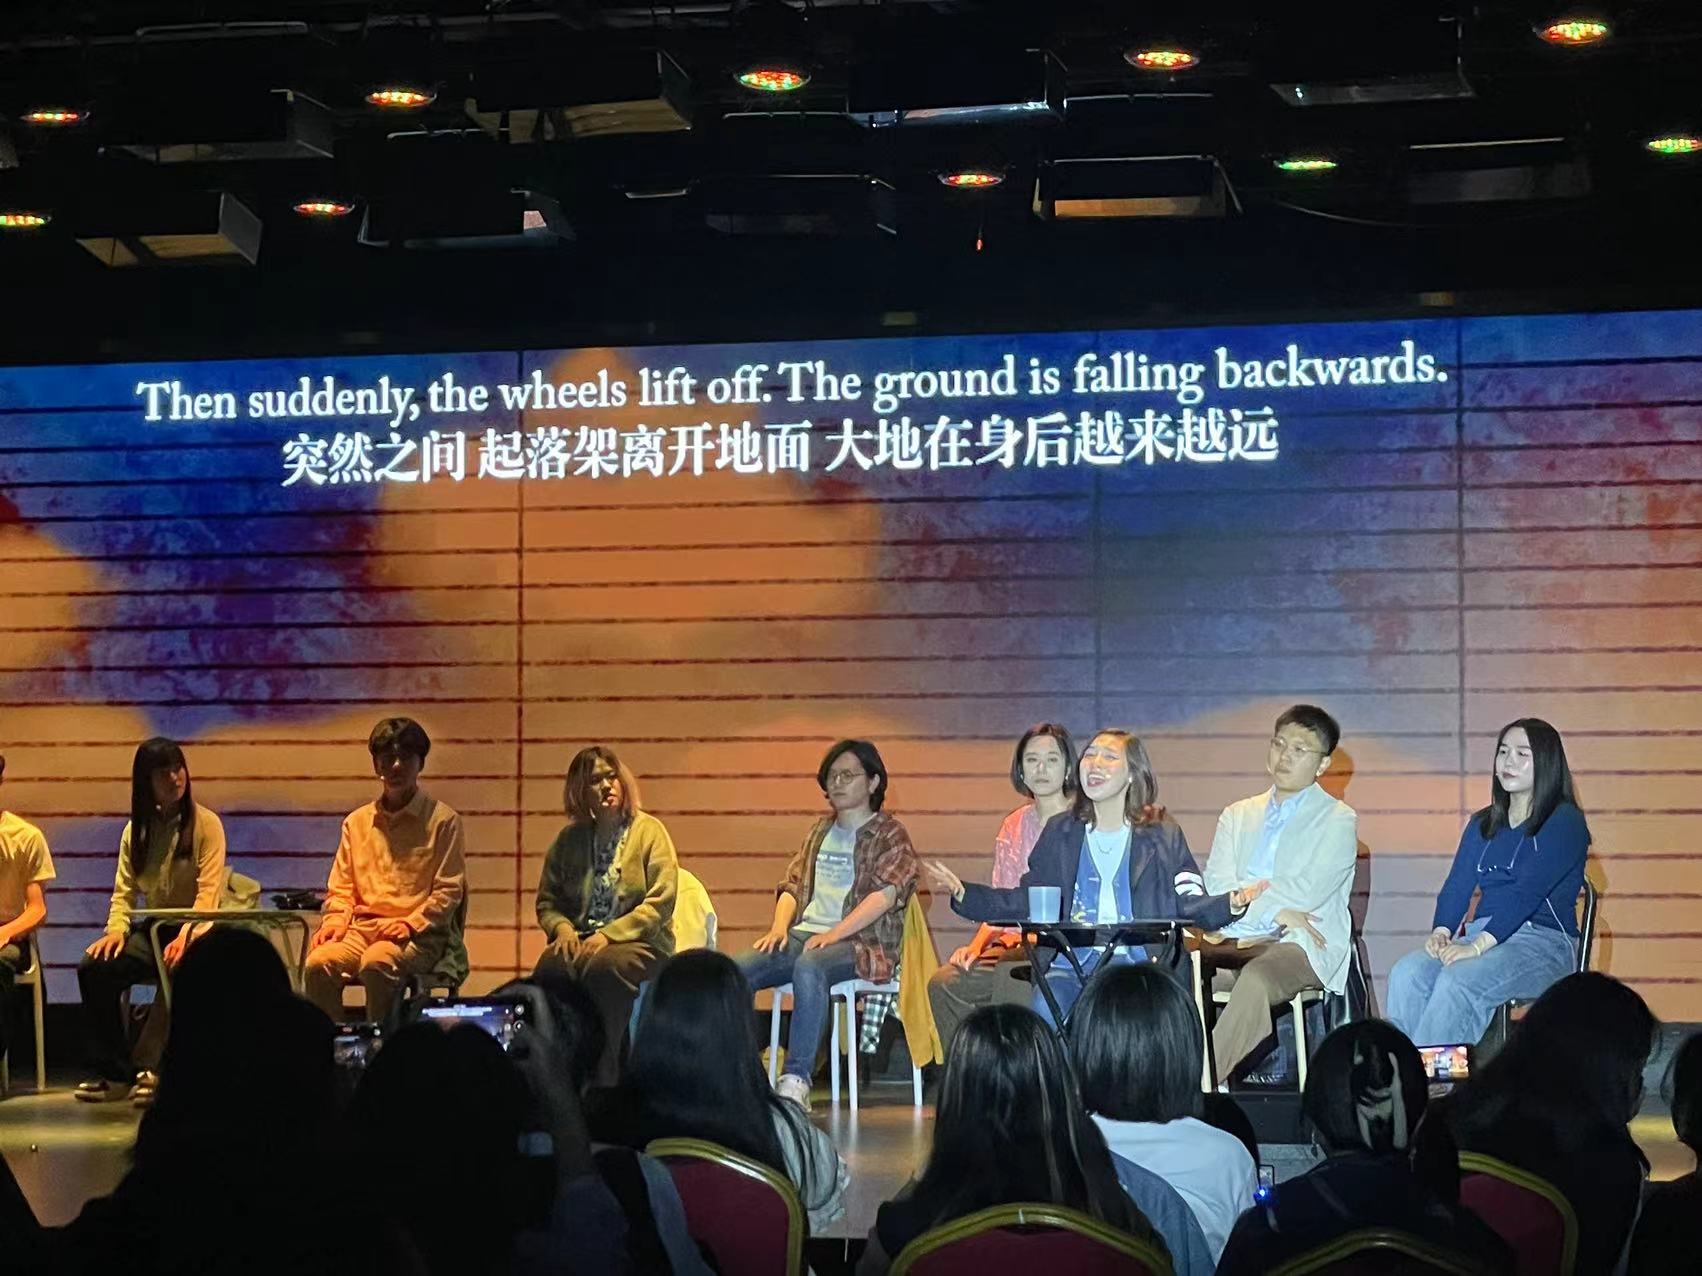 Then suddenly, the wheels lift off. The ground is falling backwards.
突然之间 起落架离开地面 大地在身后越来越远